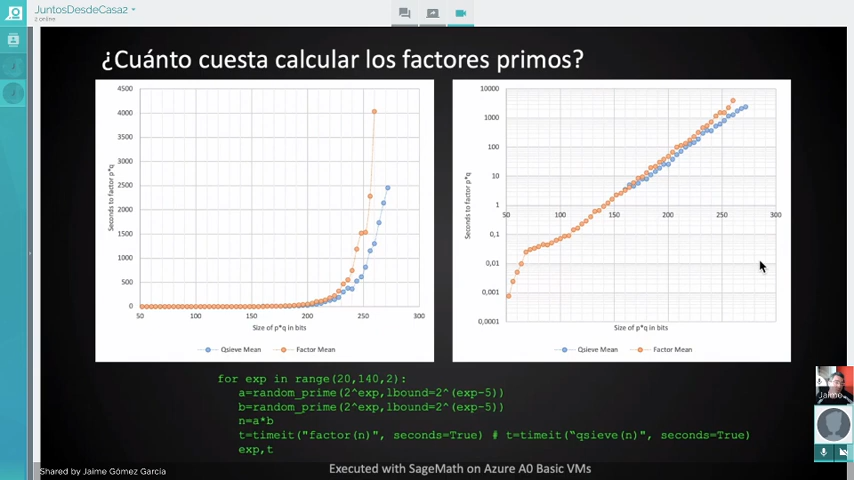 JuntosDesdeCasa2
2 online
¿Cuánto cuesta calcular los factores primos?
4500
4000
3500
3000
2500
2000
1500
1000
500
0
50
100
150
200
250
300
Seconds to factor p*q
Size of p*q in bits
Qsieve Mean
Factor Mean
10000
1000
100
10
1
0,1
0,01
0,001
0,0001
50
100
150
200
250
300
Seconds to factor p*q
Size of p*q in bits
Qsieve Mean
Factor Mean
for exp in range(20,140,2):
a=random_prime(2^exp,lbound=2^(exp-5))
b=random_prime(2^exp,lbound=2^(exp-5))
n=a*b
t=timeit("factor(n)", seconds=True) # t=timeit("qsieve(n)", seconds=True)
exp,t
Executed with SageMath on Azure A0 Basic VMs
Shared by Jaime Gómez García
Jaime...